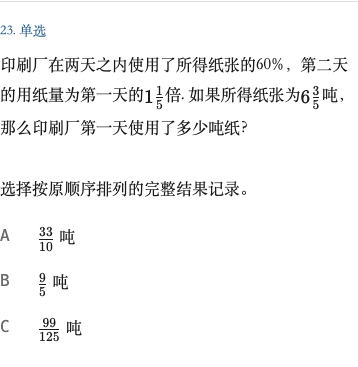 23. 单选
印刷厂在两天之内使用了所得纸张的60%，第二天
的用纸量为第一天的1 1/5 倍. 如果所得纸张为6 3/5 吨，
那么印刷厂第一天使用了多少吨纸?
选择按原顺序排列的完整结果记录。
A 33/10 吨
B 9/5 吨
C 99/125 吨